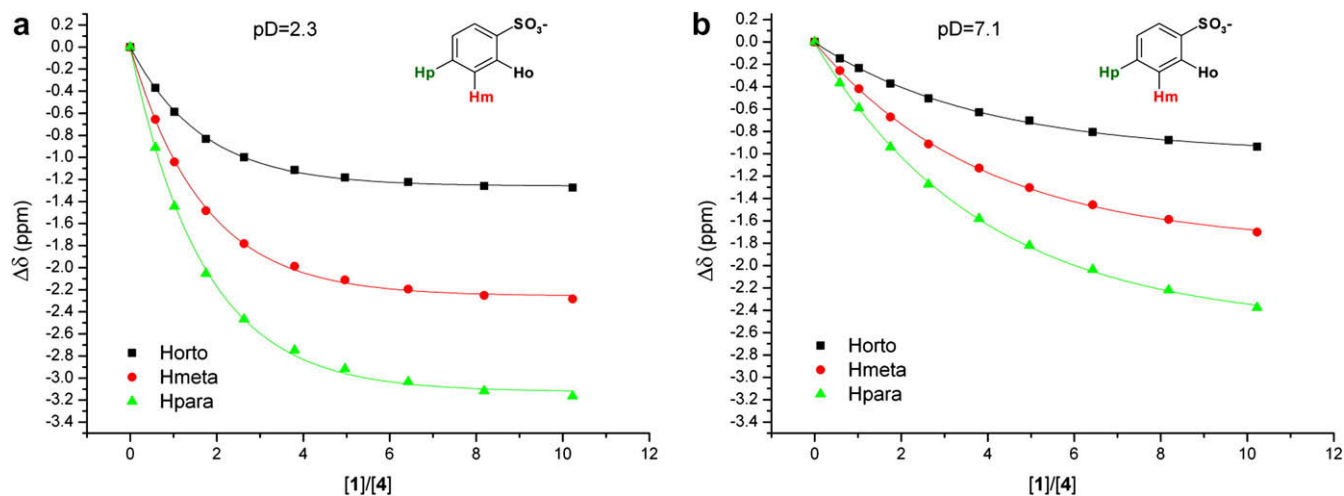 a
pD=2.3
SO₃⁻
Hp
Ho
Hm
0.2
0.0
-0.2
-0.4
-0.6
-0.8
-1.0
-1.2
-1.4
-1.6
-1.8
-2.0
-2.2
-2.4
-2.6
-2.8
-3.0
-3.2
-3.4
Δδ (ppm)
Horto
Hmeta
Hpara
0 2 4 6 8 10 12
[1]/[4]
b
pD=7.1
SO₃⁻
Hp
Ho
Hm
0.2
0.0
-0.2
-0.4
-0.6
-0.8
-1.0
-1.2
-1.4
-1.6
-1.8
-2.0
-2.2
-2.4
-2.6
-2.8
-3.0
-3.2
-3.4
Δδ (ppm)
Horto
Hmeta
Hpara
0 2 4 6 8 10 12
[1]/[4]